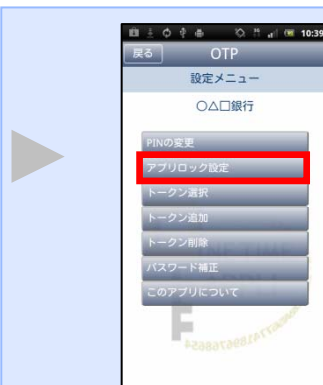 10:39
戻る OTP
設定メニュー
○△□銀行
PINの変更
アプリロック設定
トークン選択
トークン追加
トークン削除
パスワード補正
このアプリについて